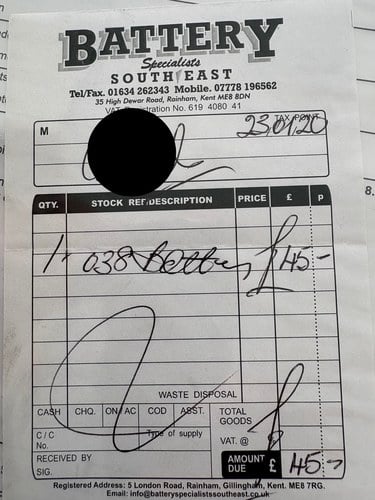 BATTERY
Specialists
SOUTH EAST
Tel/Fax. 01634 262343 Mobile. 07778 196562
35 High Dewar Road, Rainham, Kent ME8 8DN
VAT Registration No. 619 4080 41
TAX POINT
M 23.01.20
QTY. STOCK REF/DESCRIPTION PRICE £ p
1 038 Battery £45-
WASTE DISPOSAL
CASH CHQ. ON AC COD ABST. TOTAL GOODS
C / C No. Type of supply VAT. @
RECEIVED BY SIG. AMOUNT DUE £ 45-
Registered Address: 5 London Road, Rainham, Gillingham, Kent. ME8 7RG.
Email: info@batteryspecialistssoutheast.co.uk
8.